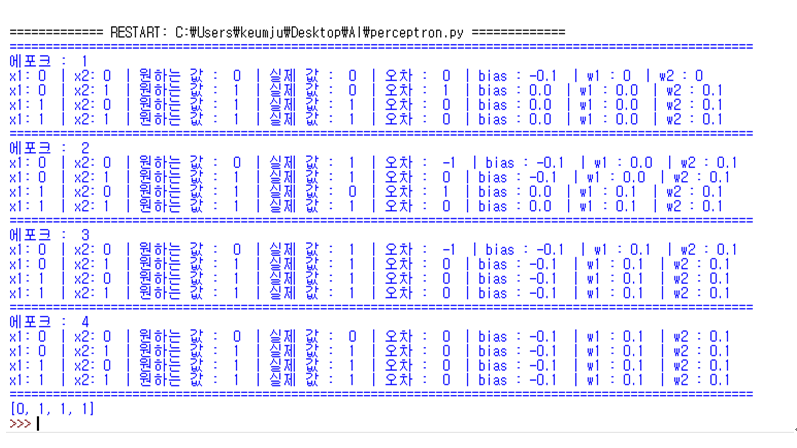 ============= RESTART: C:₩Users₩keumju₩Desktop₩AI₩perceptron.py =============
==================================================================================
에포크 :  1
x1: 0  | x2: 0  | 원하는 값 :  0  | 실제 값 :  0  | 오차 :  0  | bias : -0.1  | w1 : 0  | w2 : 0
x1: 0  | x2: 1  | 원하는 값 :  1  | 실제 값 :  0  | 오차 :  1  | bias : 0.0  | w1 : 0.0  | w2 : 0.1
x1: 1  | x2: 0  | 원하는 값 :  1  | 실제 값 :  1  | 오차 :  0  | bias : 0.0  | w1 : 0.0  | w2 : 0.1
x1: 1  | x2: 1  | 원하는 값 :  1  | 실제 값 :  1  | 오차 :  0  | bias : 0.0  | w1 : 0.0  | w2 : 0.1
==================================================================================
에포크 :  2
x1: 0  | x2: 0  | 원하는 값 :  0  | 실제 값 :  1  | 오차 :  -1  | bias : -0.1  | w1 : 0.0  | w2 : 0.1
x1: 0  | x2: 1  | 원하는 값 :  1  | 실제 값 :  1  | 오차 :  0  | bias : -0.1  | w1 : 0.0  | w2 : 0.1
x1: 1  | x2: 0  | 원하는 값 :  1  | 실제 값 :  0  | 오차 :  1  | bias : 0.0  | w1 : 0.1  | w2 : 0.1
x1: 1  | x2: 1  | 원하는 값 :  1  | 실제 값 :  1  | 오차 :  0  | bias : 0.0  | w1 : 0.1  | w2 : 0.1
==================================================================================
에포크 :  3
x1: 0  | x2: 0  | 원하는 값 :  0  | 실제 값 :  1  | 오차 :  -1  | bias : -0.1  | w1 : 0.1  | w2 : 0.1
x1: 0  | x2: 1  | 원하는 값 :  1  | 실제 값 :  1  | 오차 :  0  | bias : -0.1  | w1 : 0.1  | w2 : 0.1
x1: 1  | x2: 0  | 원하는 값 :  1  | 실제 값 :  1  | 오차 :  0  | bias : -0.1  | w1 : 0.1  | w2 : 0.1
x1: 1  | x2: 1  | 원하는 값 :  1  | 실제 값 :  1  | 오차 :  0  | bias : -0.1  | w1 : 0.1  | w2 : 0.1
==================================================================================
에포크 :  4
x1: 0  | x2: 0  | 원하는 값 :  0  | 실제 값 :  0  | 오차 :  0  | bias : -0.1  | w1 : 0.1  | w2 : 0.1
x1: 0  | x2: 1  | 원하는 값 :  1  | 실제 값 :  1  | 오차 :  0  | bias : -0.1  | w1 : 0.1  | w2 : 0.1
x1: 1  | x2: 0  | 원하는 값 :  1  | 실제 값 :  1  | 오차 :  0  | bias : -0.1  | w1 : 0.1  | w2 : 0.1
x1: 1  | x2: 1  | 원하는 값 :  1  | 실제 값 :  1  | 오차 :  0  | bias : -0.1  | w1 : 0.1  | w2 : 0.1
==================================================================================
[0, 1, 1, 1]
>>>